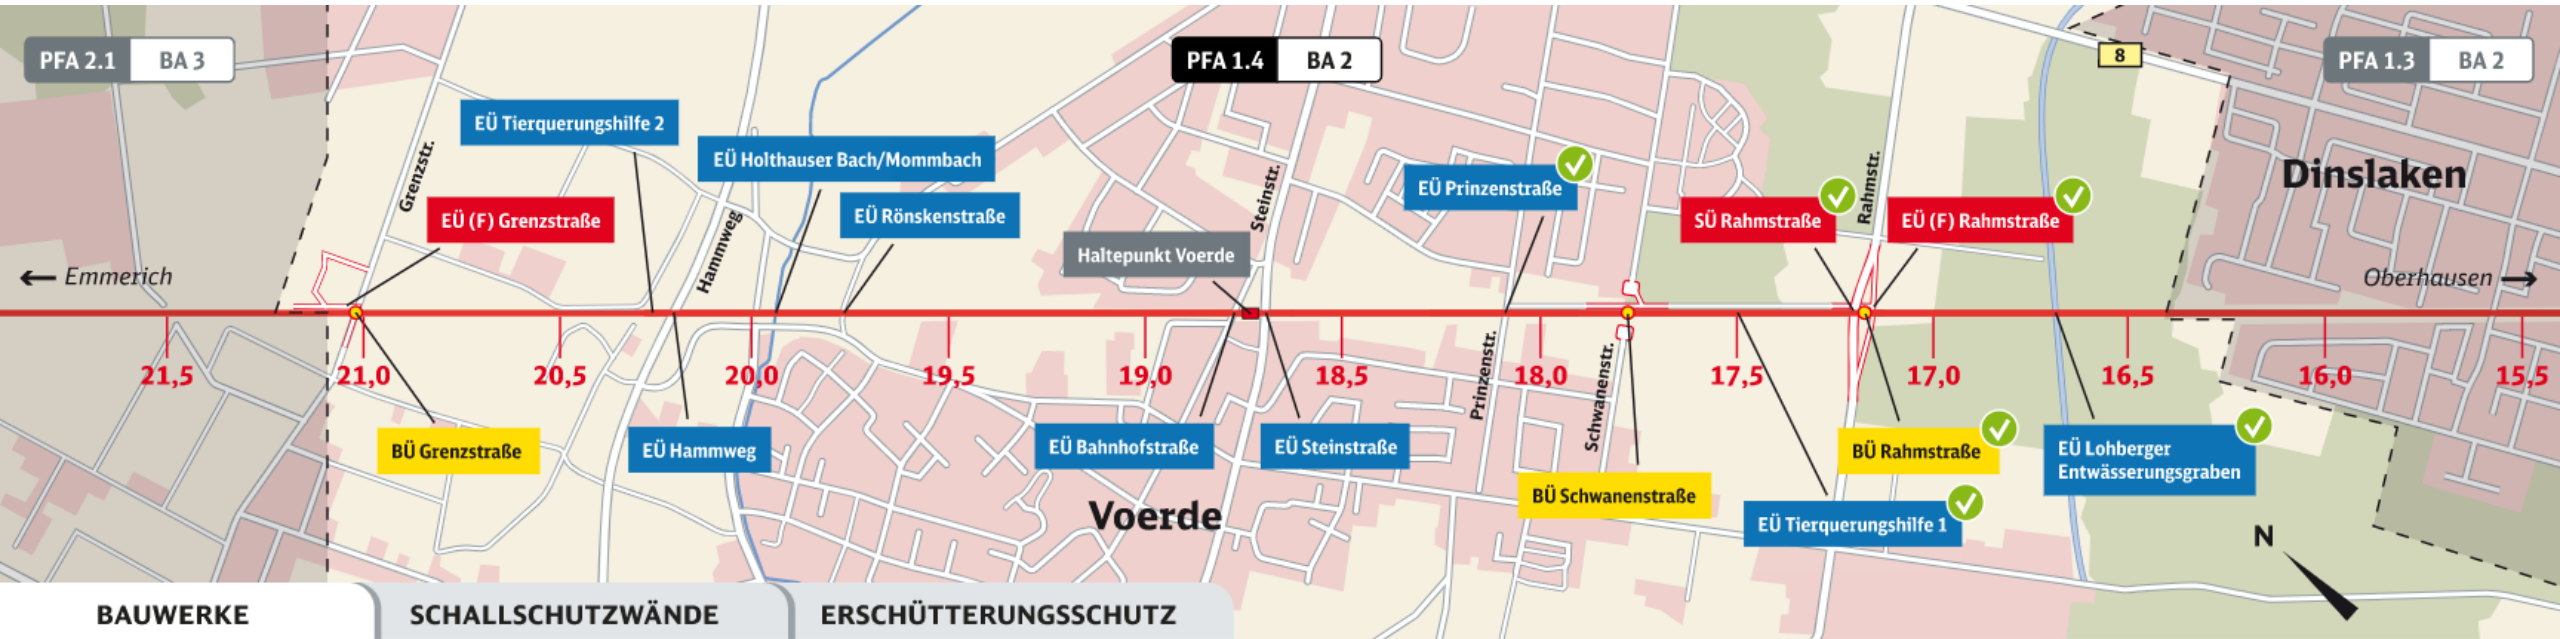 PFA 2.1 BA 3
PFA 1.4 BA 2
8
PFA 1.3 BA 2
EÜ Tierquerungshilfe 2
EÜ Holthauser Bach/Mommbach
Grenzstr.
EÜ (F) Grenzstraße
Hammweg
EÜ Rönskenstraße
Steinstr.
Haltepunkt Voerde
EÜ Prinzenstraße
SÜ Rahmstraße
Rahmstr.
EÜ (F) Rahmstraße
Dinslaken
← Emmerich
Oberhausen →
21,5
21,0
20,5
20,0
19,5
19,0
18,5
18,0
17,5
17,0
16,5
16,0
15,5
Prinzenstr.
Schwanenstr.
BÜ Grenzstraße
EÜ Hammweg
EÜ Bahnhofstraße
EÜ Steinstraße
BÜ Schwanenstraße
BÜ Rahmstraße
EÜ Lohberger
Entwässerungsgraben
EÜ Tierquerungshilfe 1
Voerde
N
BAUWERKE
SCHALLSCHUTZWÄNDE
ERSCHÜTTERUNGSSCHUTZ